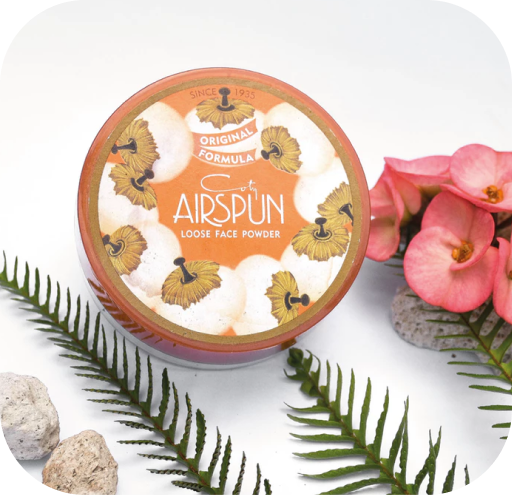 SINCE 1935
ORIGINAL
FORMULA
Coty
AIRSPUN
LOOSE FACE POWDER